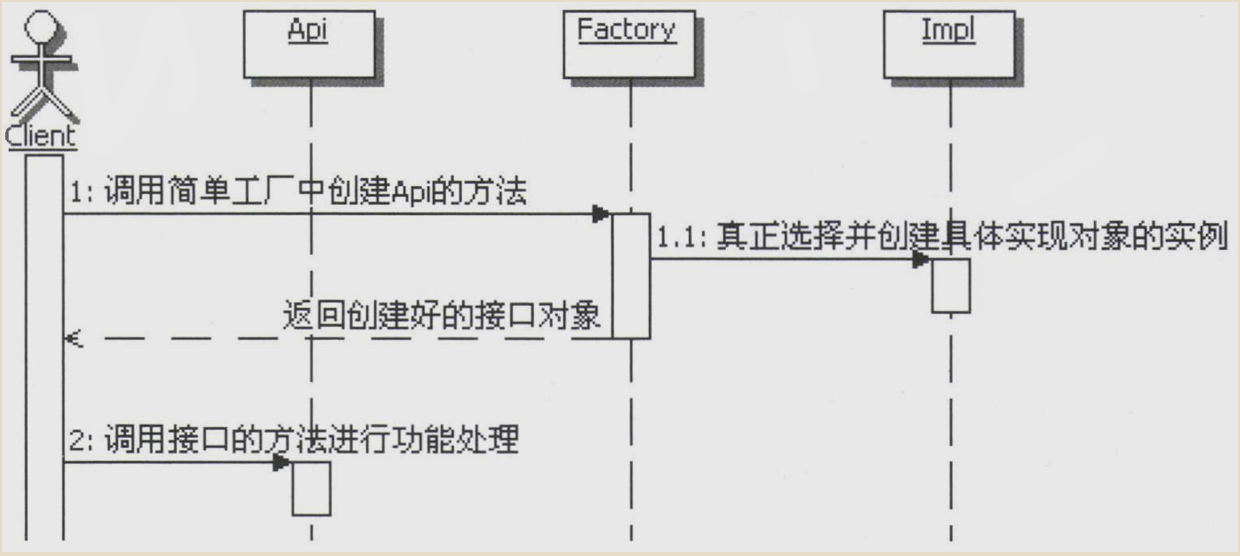 Api
Factory
Impl
Client
1: 调用简单工厂中创建Api的方法
1.1: 真正选择并创建具体实现对象的实例
返回创建好的接口对象
2: 调用接口的方法进行功能处理